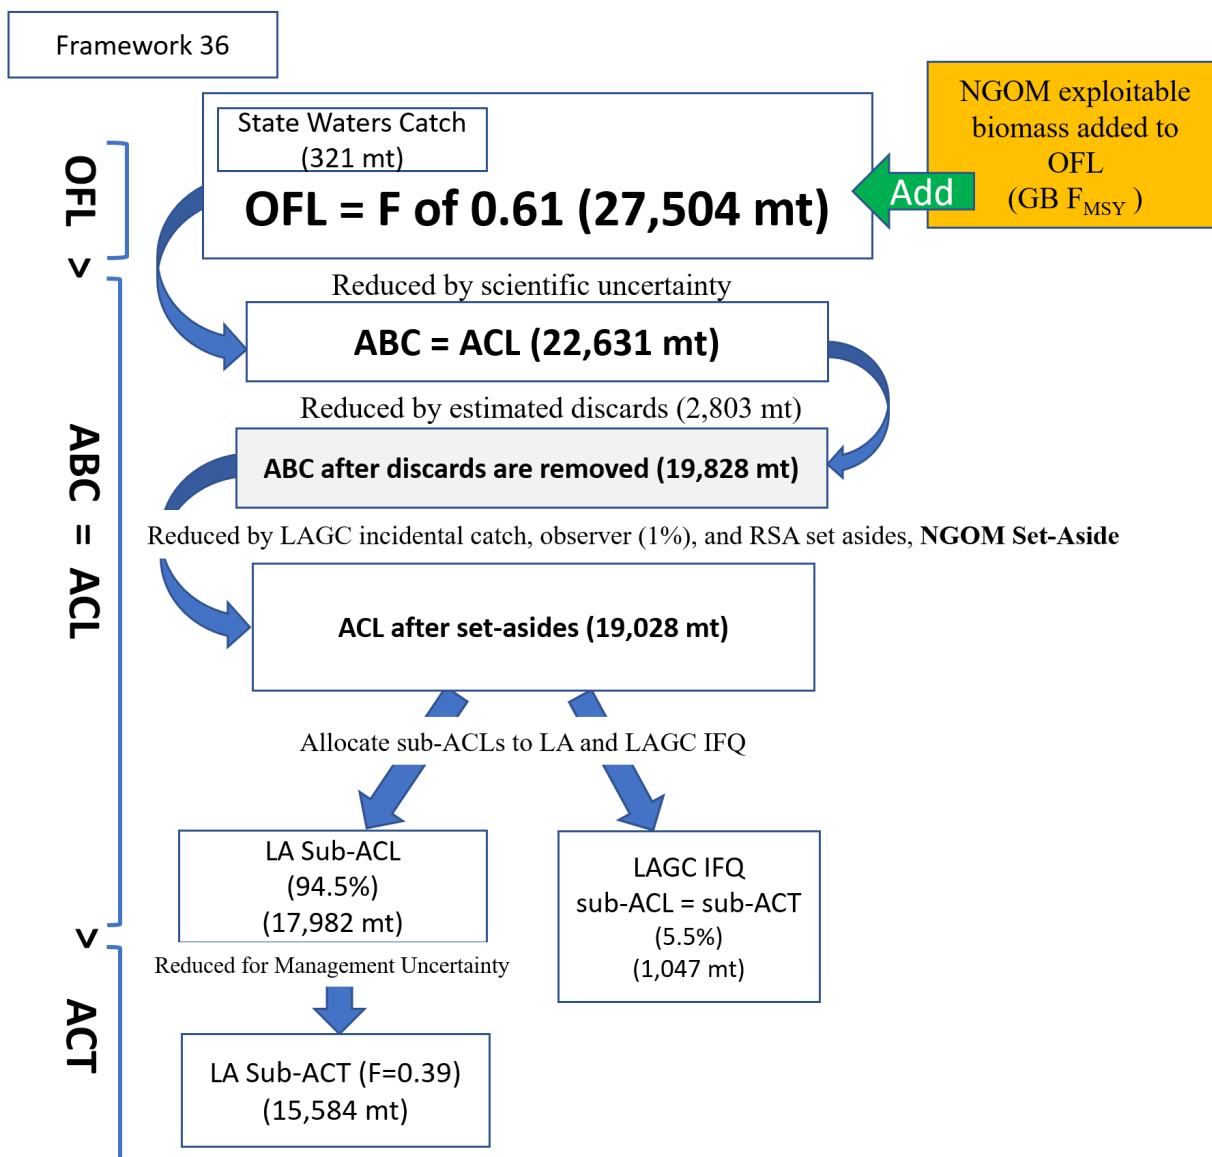 Framework 36
NGOM exploitable
biomass added to
OFL
(GB FMSY )
Add
State Waters Catch
(321 mt)
OFL = F of 0.61 (27,504 mt)
OFL
>
Reduced by scientific uncertainty
ABC = ACL (22,631 mt)
Reduced by estimated discards (2,803 mt)
ABC after discards are removed (19,828 mt)
ABC = ACL
Reduced by LAGC incidental catch, observer (1%), and RSA set asides, NGOM Set-Aside
ACL after set-asides (19,028 mt)
Allocate sub-ACLs to LA and LAGC IFQ
LA Sub-ACL
(94.5%)
(17,982 mt)
LAGC IFQ
sub-ACL = sub-ACT
(5.5%)
(1,047 mt)
>
Reduced for Management Uncertainty
ACT
LA Sub-ACT (F=0.39)
(15,584 mt)